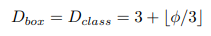 D_{box} = D_{class} = 3 + ⌊ϕ/3⌋